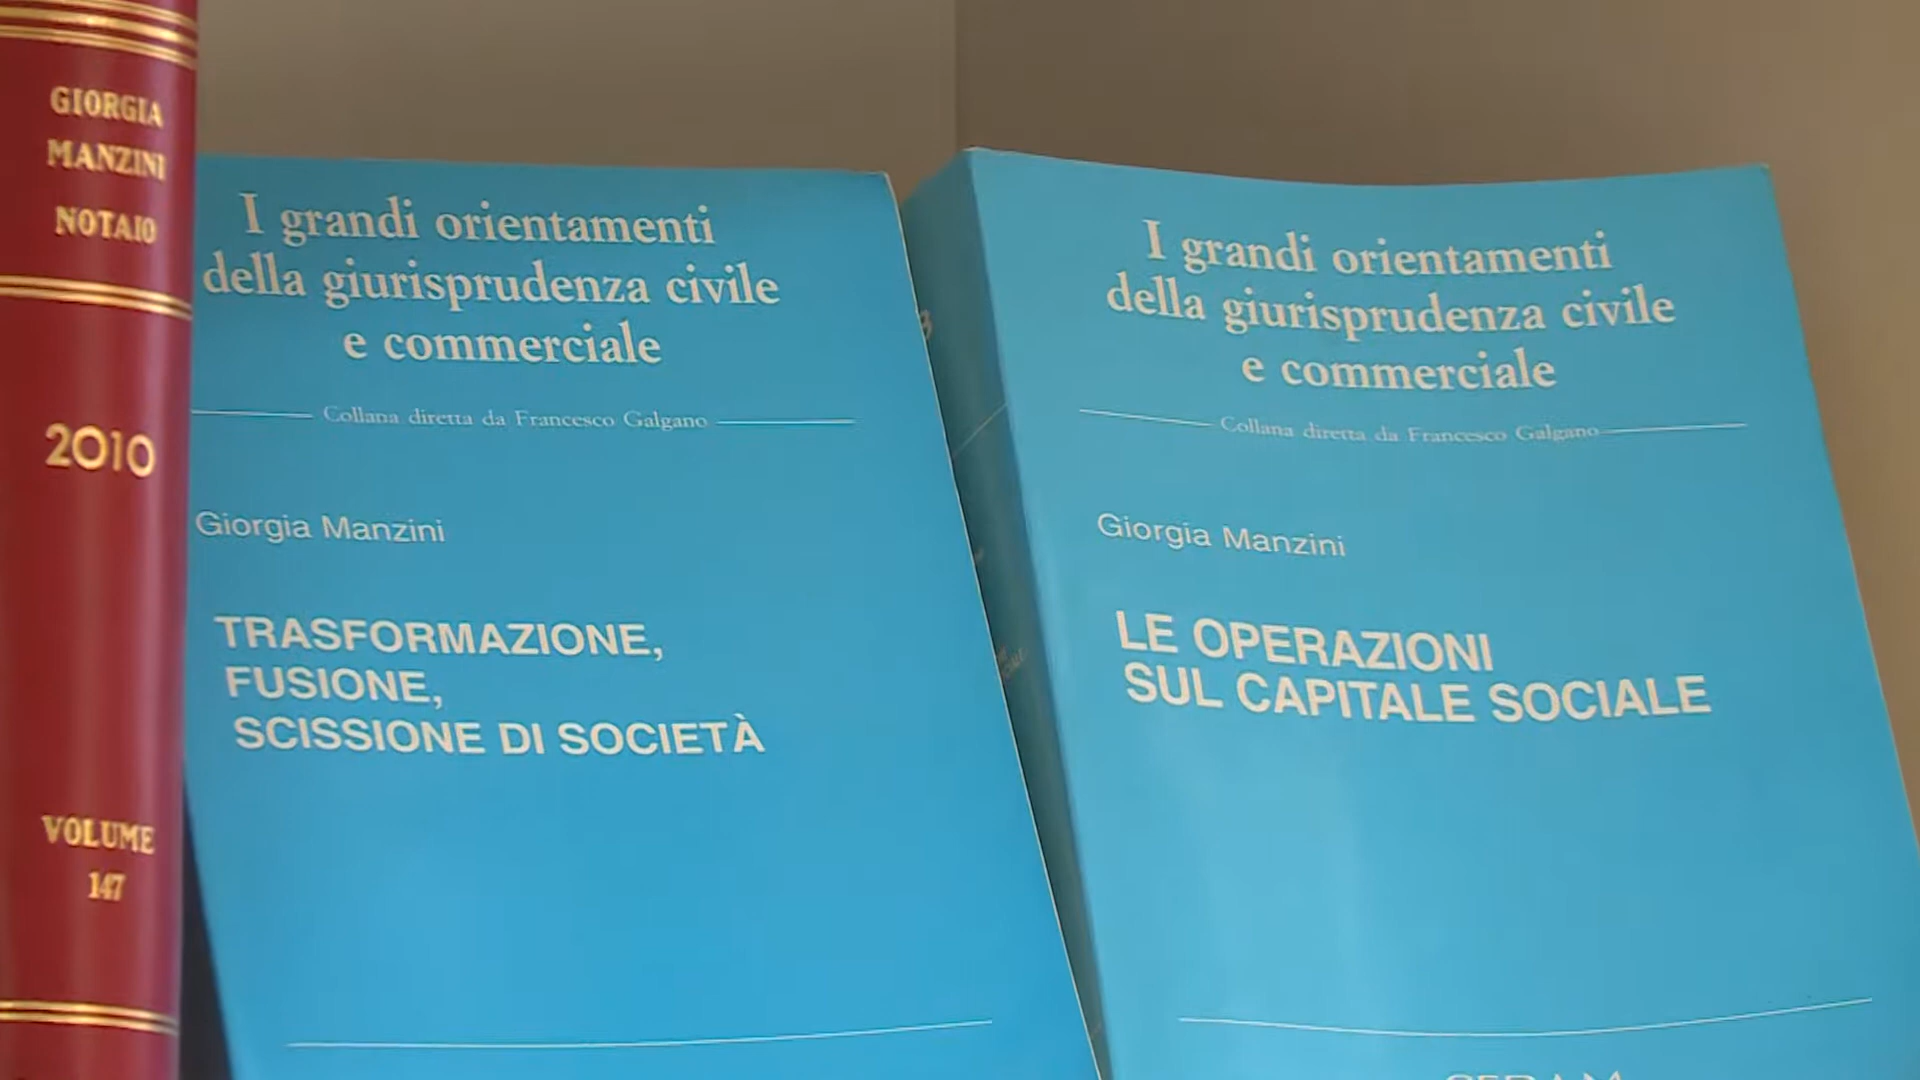 GIORGIA
MANZINI
NOTAIO
2010
VOLUME
147
I grandi orientamenti
della giurisprudenza civile
e commerciale
Collana diretta da Francesco Galgano
Giorgia Manzini
TRASFORMAZIONE,
FUSIONE,
SCISSIONE DI SOCIETÀ
I grandi orientamenti
della giurisprudenza civile
e commerciale
Collana diretta da Francesco Galgano
Giorgia Manzini
LE OPERAZIONI
SUL CAPITALE SOCIALE